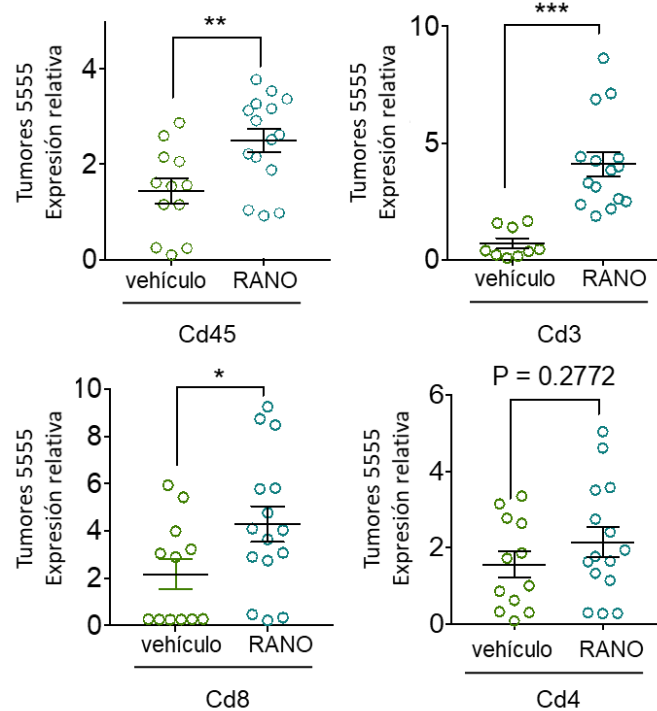 Tumores 5555
Expresión relativa
**
4
2
0
vehículo RANO
Cd45
Tumores 5555
Expresión relativa
***
10
5
0
vehículo RANO
Cd3
Tumores 5555
Expresión relativa
*
10
8
6
4
2
0
vehículo RANO
Cd8
Tumores 5555
Expresión relativa
P = 0.2772
6
4
2
0
vehículo RANO
Cd4